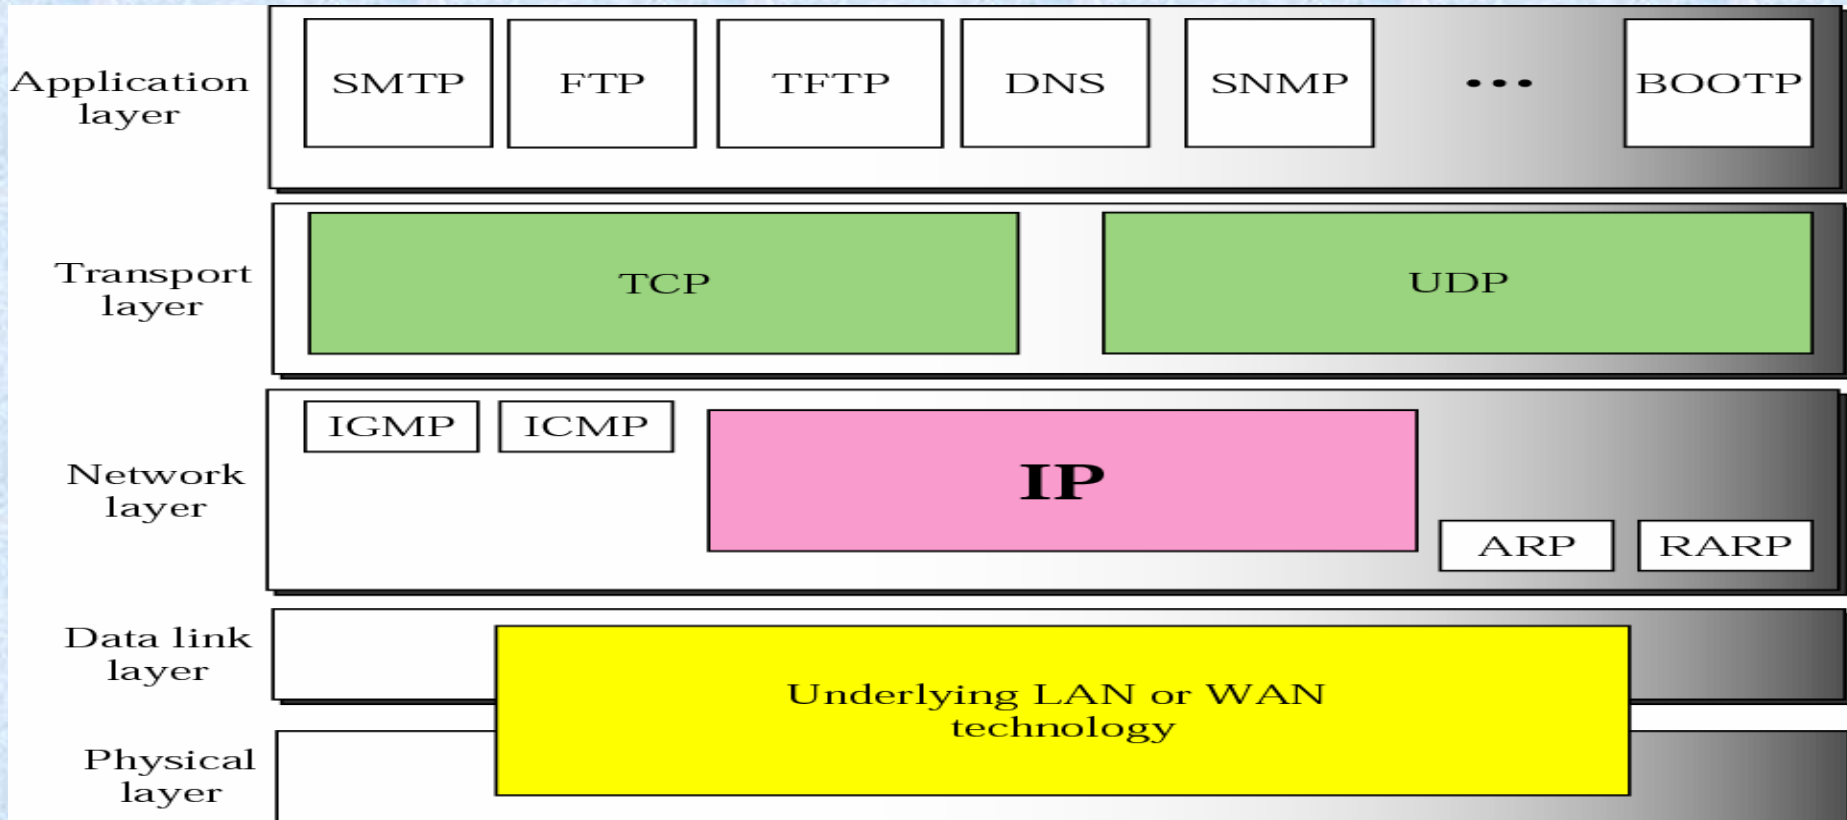 Application
layer
SMTP
FTP
TFTP
DNS
SNMP
...
BOOTP
Transport
layer
TCP
UDP
Network
layer
IGMP
ICMP
IP
ARP
RARP
Data link
layer
Underlying LAN or WAN
technology
Physical
layer